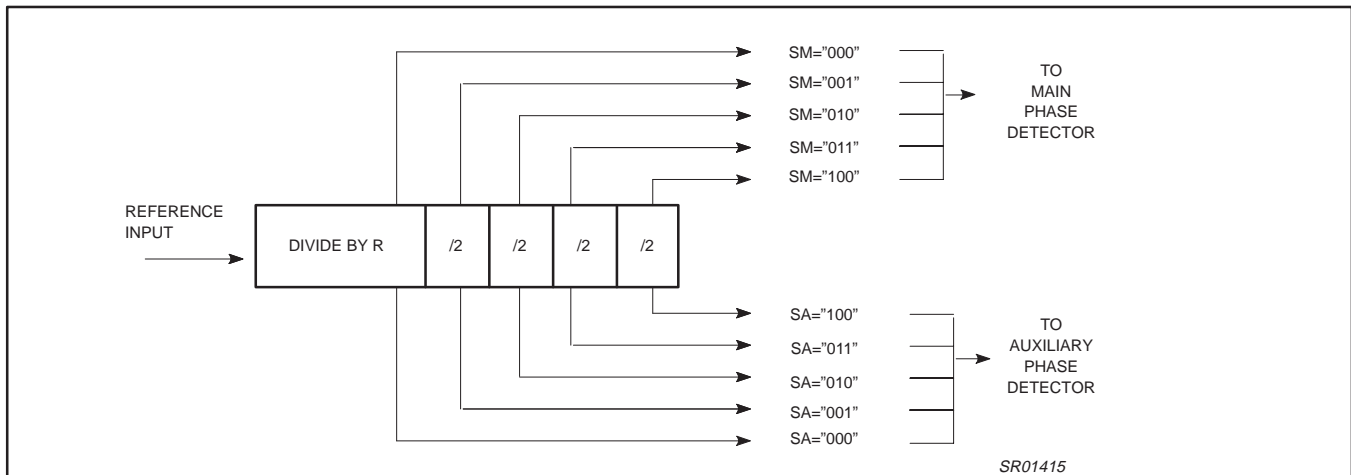 SM=”000”
SM=”001”
SM=”010”
SM=”011”
SM=”100”
TO
MAIN
PHASE
DETECTOR
REFERENCE
INPUT
DIVIDE BY R
/2
/2
/2
/2
SA=”100”
SA=”011”
SA=”010”
SA=”001”
SA=”000”
TO
AUXILIARY
PHASE
DETECTOR
SR01415